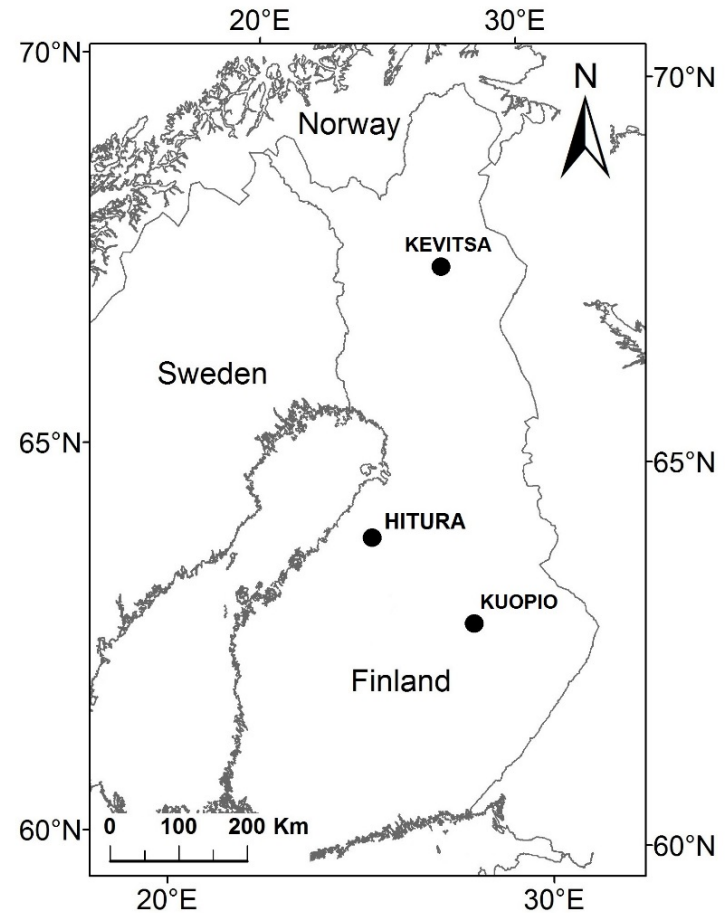 20°E 30°E
70°N
70°N
N
Norway
KEVITSA
Sweden
65°N
65°N
HITURA
KUOPIO
Finland
0 100 200 Km
60°N
60°N
20°E 30°E